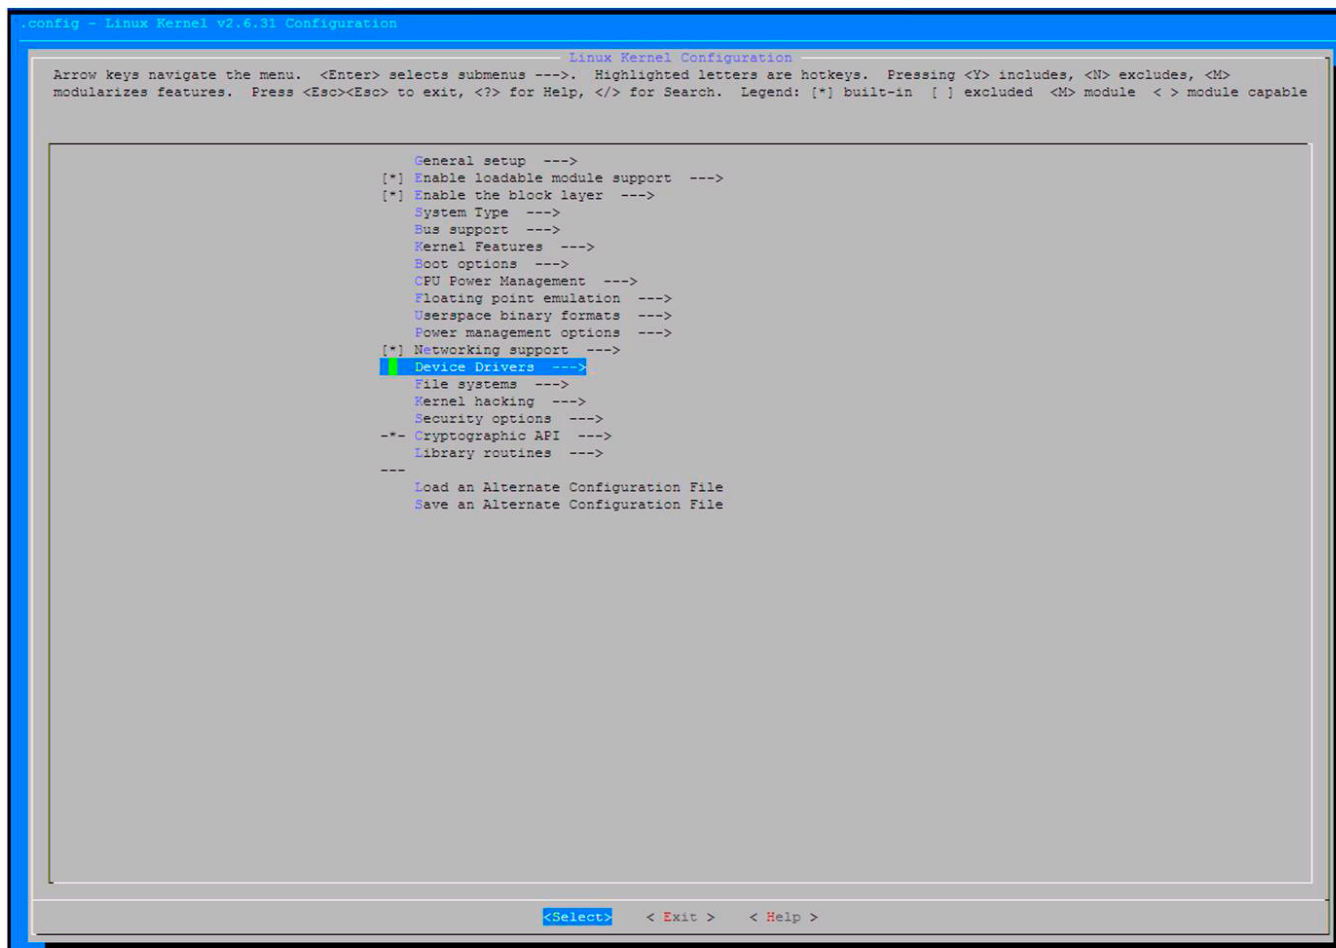 .config - Linux Kernel v2.6.31 Configuration
Linux Kernel Configuration
Arrow keys navigate the menu.  <Enter> selects submenus --->.  Highlighted letters are hotkeys.  Pressing <Y> includes, <N> excludes, <M>
modularizes features.  Press <Esc><Esc> to exit, <?> for Help, </> for Search.  Legend: [*] built-in  [ ] excluded  <M> module  < > module capable
General setup  --->
[*] Enable loadable module support  --->
[*] Enable the block layer  --->
System Type  --->
Bus support  --->
Kernel Features  --->
Boot options  --->
CPU Power Management  --->
Floating point emulation  --->
Userspace binary formats  --->
Power management options  --->
[*] Networking support  --->
Device Drivers  --->
File systems  --->
Kernel hacking  --->
Security options  --->
-*- Cryptographic API  --->
Library routines  --->
---
Load an Alternate Configuration File
Save an Alternate Configuration File
<Select>    < Exit >    < Help >